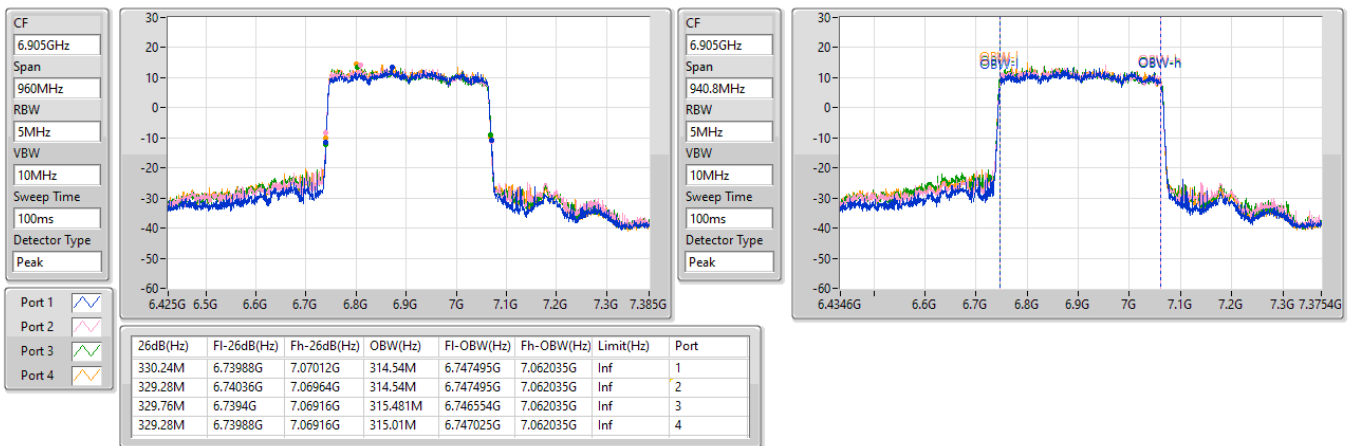 CF
6.905GHz
Span
960MHz
RBW
5MHz
VBW
10MHz
Sweep Time
100ms
Detector Type
Peak
30
20
10
0
-10
-20
-30
-40
-50
-60
6.425G 6.5G 6.6G 6.7G 6.8G 6.9G 7G 7.1G 7.2G 7.3G 7.385G
CF
6.905GHz
Span
940.8MHz
RBW
5MHz
VBW
10MHz
Sweep Time
100ms
Detector Type
Peak
30
20
10
0
-10
-20
-30
-40
-50
-60
OBW-l OBW-h
6.4346G 6.6G 6.7G 6.8G 6.9G 7G 7.1G 7.2G 7.3G 7.3754G
Port 1
Port 2
Port 3
Port 4
26dB(Hz) Fl-26dB(Hz) Fh-26dB(Hz) OBW(Hz) Fl-OBW(Hz) Fh-OBW(Hz) Limit(Hz) Port
330.24M 6.73988G 7.07012G 314.54M 6.747495G 7.062035G Inf 1
329.28M 6.74036G 7.06964G 314.54M 6.747495G 7.062035G Inf 2
329.76M 6.7394G 7.06916G 315.481M 6.746554G 7.062035G Inf 3
329.28M 6.73988G 7.06916G 315.01M 6.747025G 7.062035G Inf 4